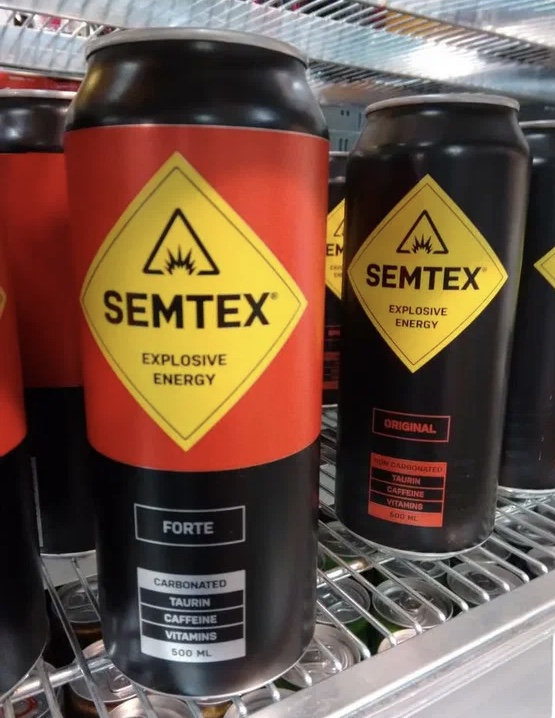 SEMTEX®
EXPLOSIVE
ENERGY
FORTE
CARBONATED
TAURIN
CAFFEINE
VITAMINS
500 ML
SEMTEX®
EXPLOSIVE
ENERGY
ORIGINAL
NON CARBONATED
TAURIN
CAFFEINE
VITAMINS
500 ML
EM